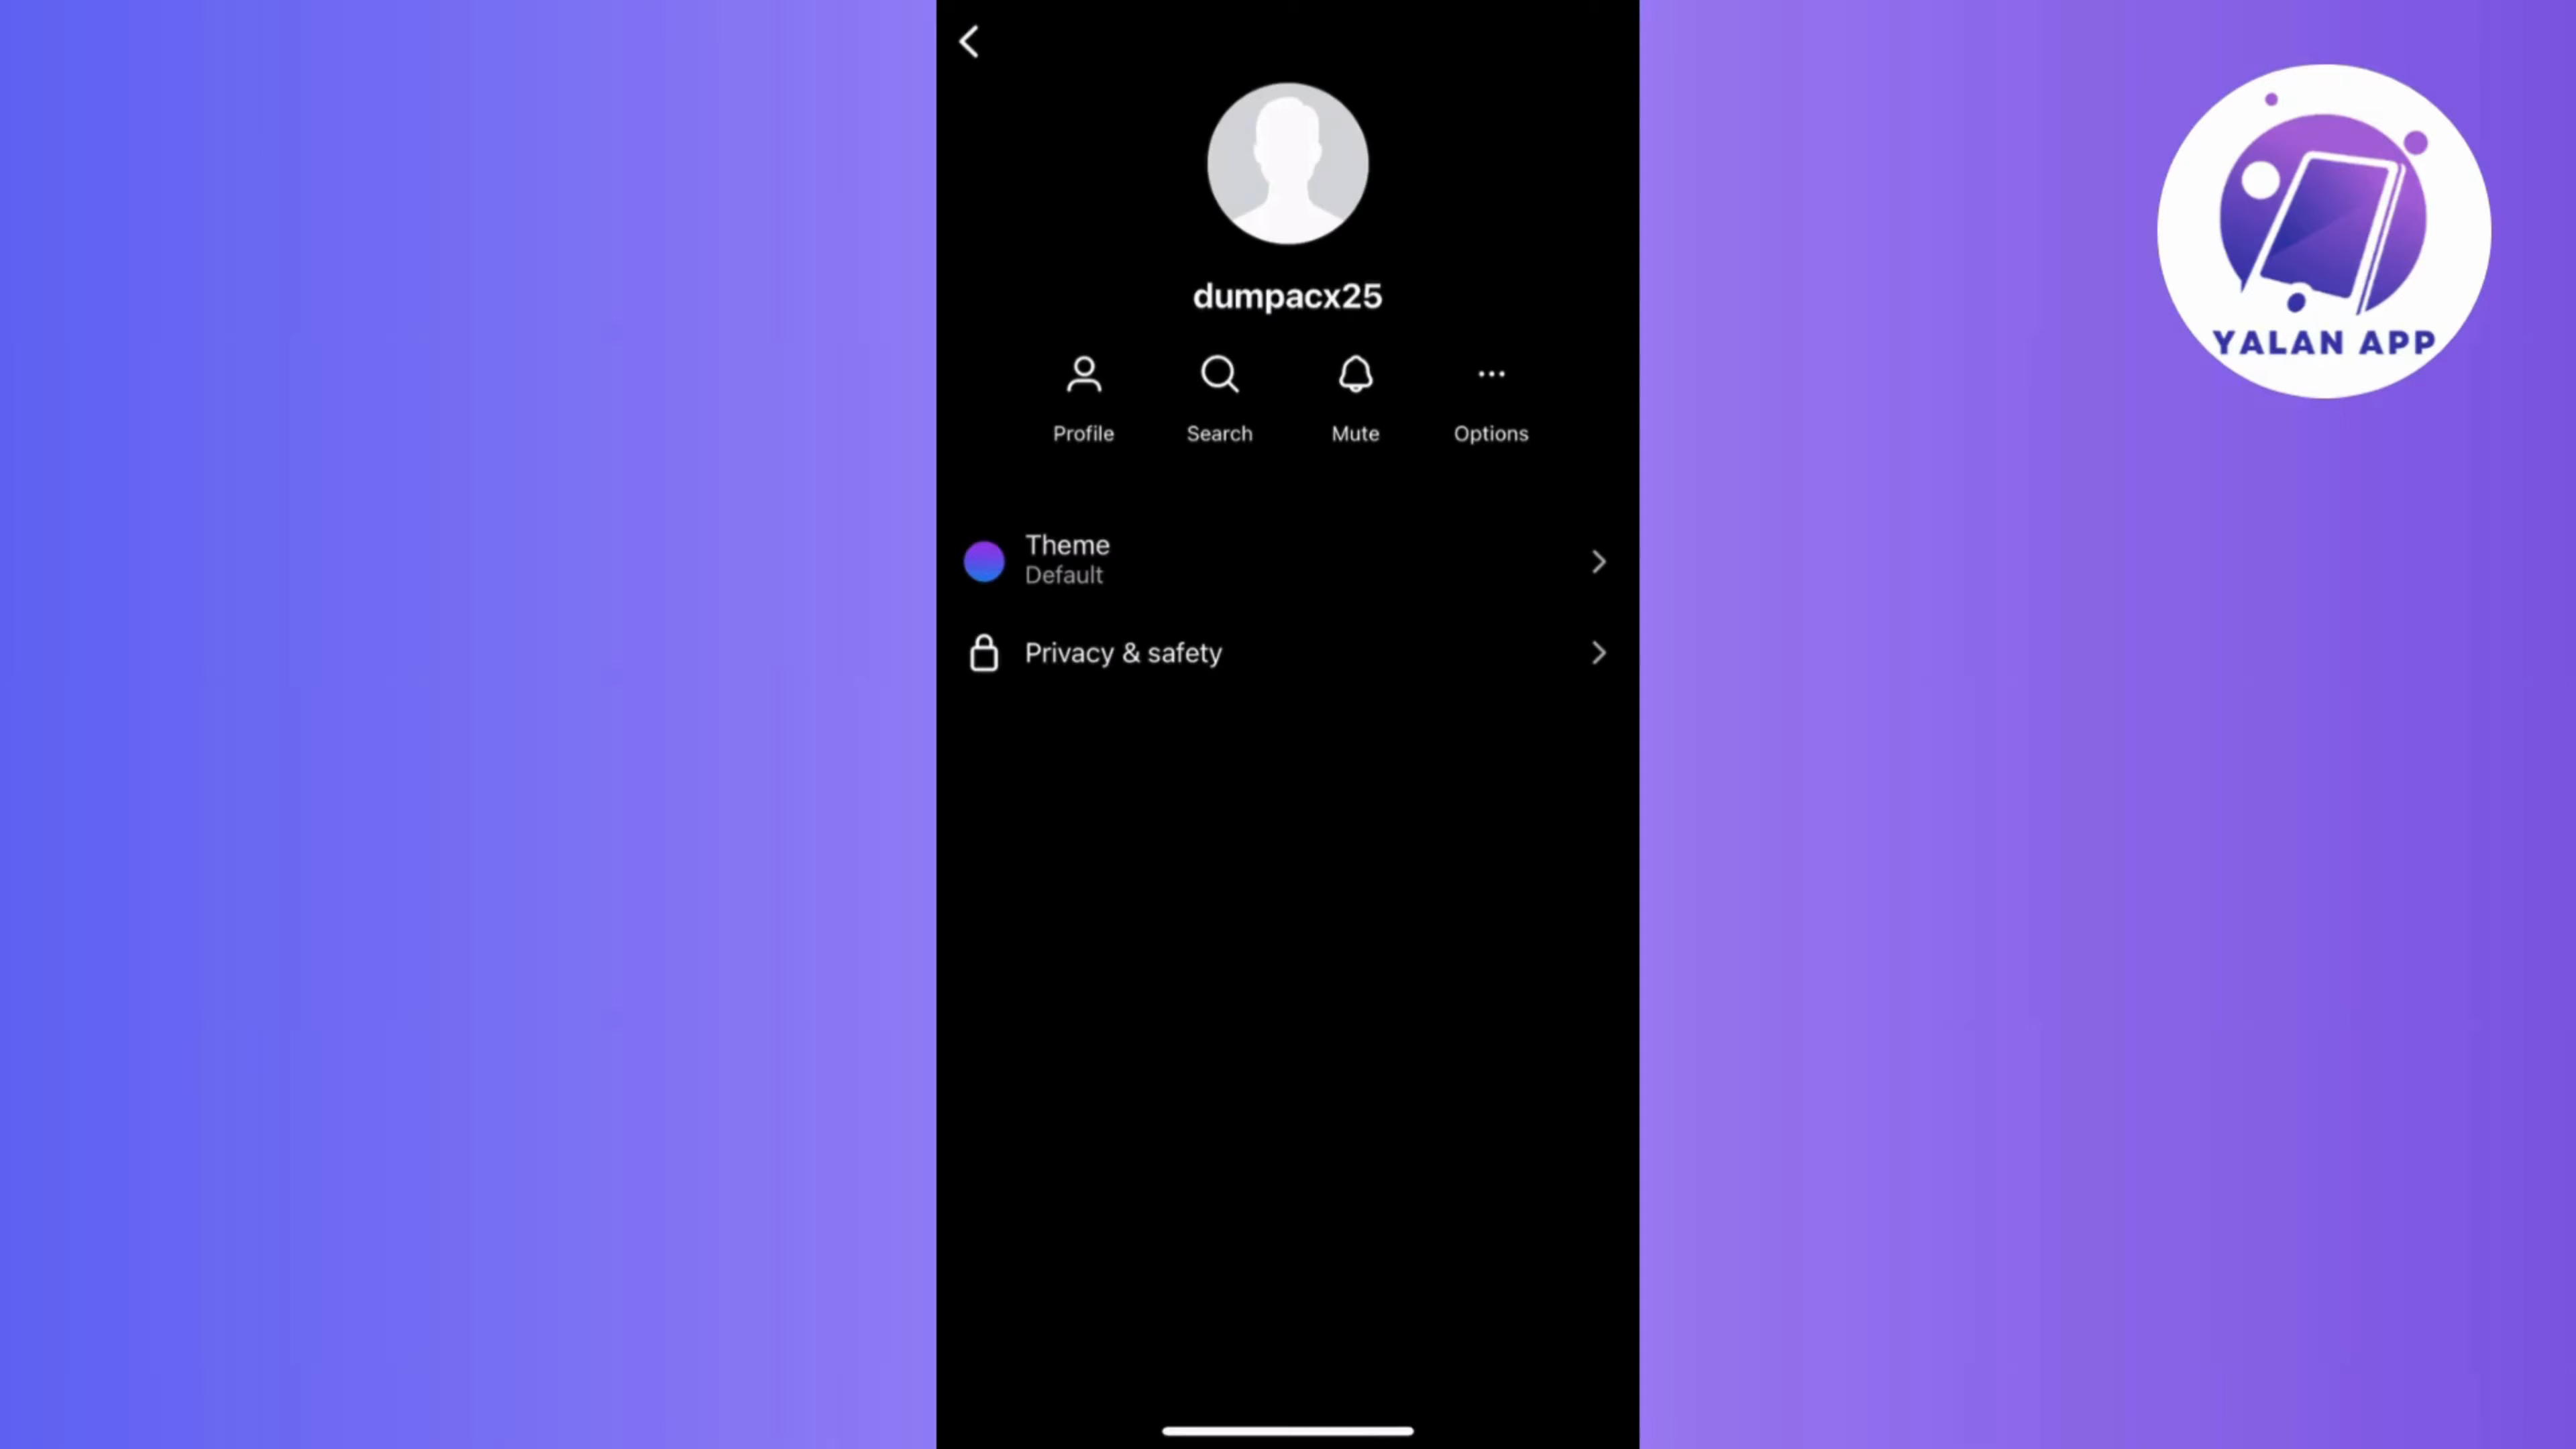 dumpacx25
Profile
Search
Mute
Options
Theme
Default
Privacy & safety
YALAN APP